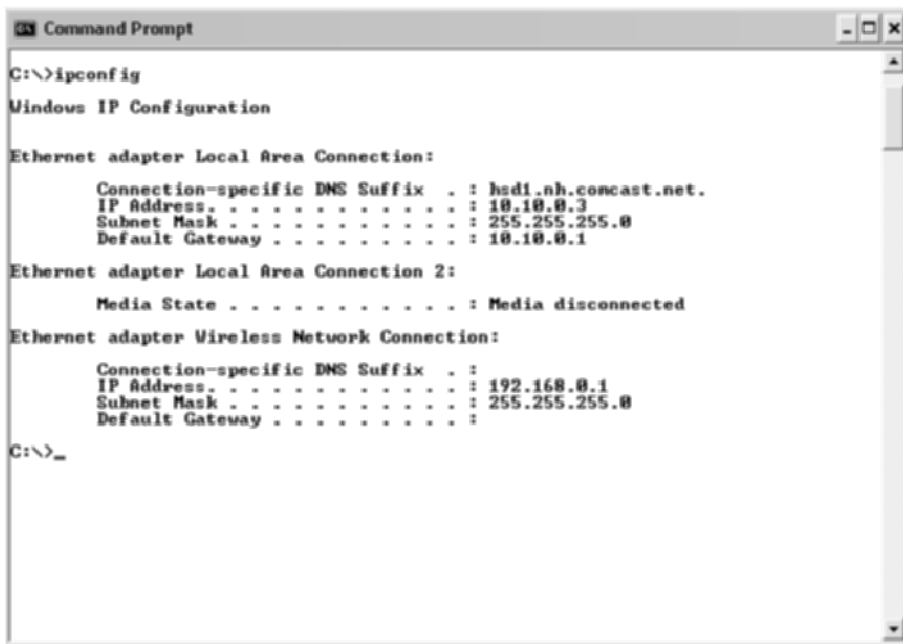 Command Prompt
C:\>ipconfig
Windows IP Configuration
Ethernet adapter Local Area Connection:
Connection-specific DNS Suffix . : hsd1.nh.comcast.net.
IP Address. . . . . . . . . . . . : 10.10.0.3
Subnet Mask . . . . . . . . . . . : 255.255.255.0
Default Gateway . . . . . . . . . : 10.10.0.1
Ethernet adapter Local Area Connection 2:
Media State . . . . . . . . . . . : Media disconnected
Ethernet adapter Wireless Network Connection:
Connection-specific DNS Suffix . :
IP Address. . . . . . . . . . . . : 192.168.0.1
Subnet Mask . . . . . . . . . . . : 255.255.255.0
Default Gateway . . . . . . . . . :
C:\>_